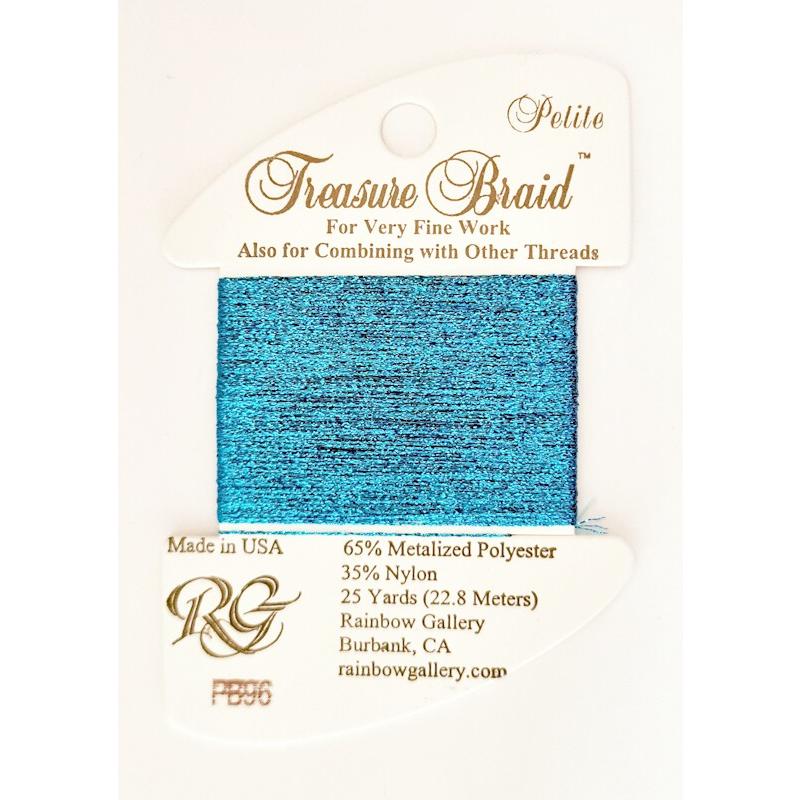 Petite
Treasure Braid™
For Very Fine Work
Also for Combining with Other Threads
Made in USA
65% Metalized Polyester
35% Nylon
25 Yards (22.8 Meters)
Rainbow Gallery
Burbank, CA
rainbowgallery.com
RG
PB96